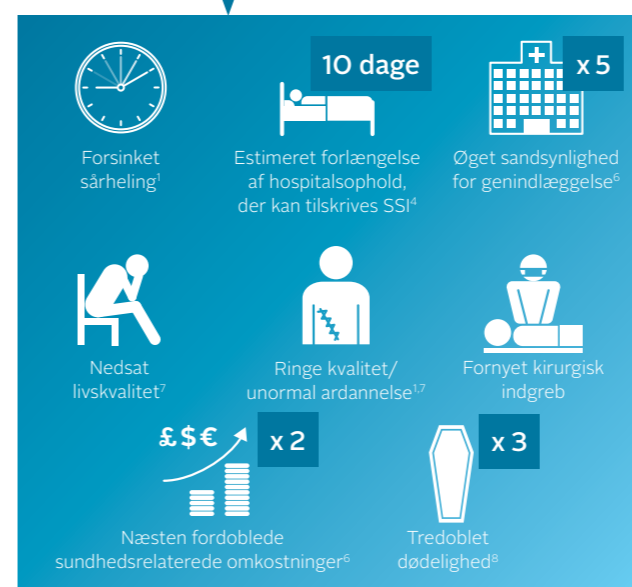 10 dage
x 5
Forsinket
sårheling¹
Estimeret forlængelse
af hospitalsophold,
der kan tilskrives SSI⁴
Øget sandsynlighed
for genindlæggelse⁶
Nedsat
livskvalitet⁷
Ringe kvalitet/
unormal ardannelse¹,⁷
Fornyet kirurgisk
indgreb
£ $ €
x 2
x 3
Næsten fordoblede
sundhedsrelaterede omkostninger⁶
Tredoblet
dødelighed⁸